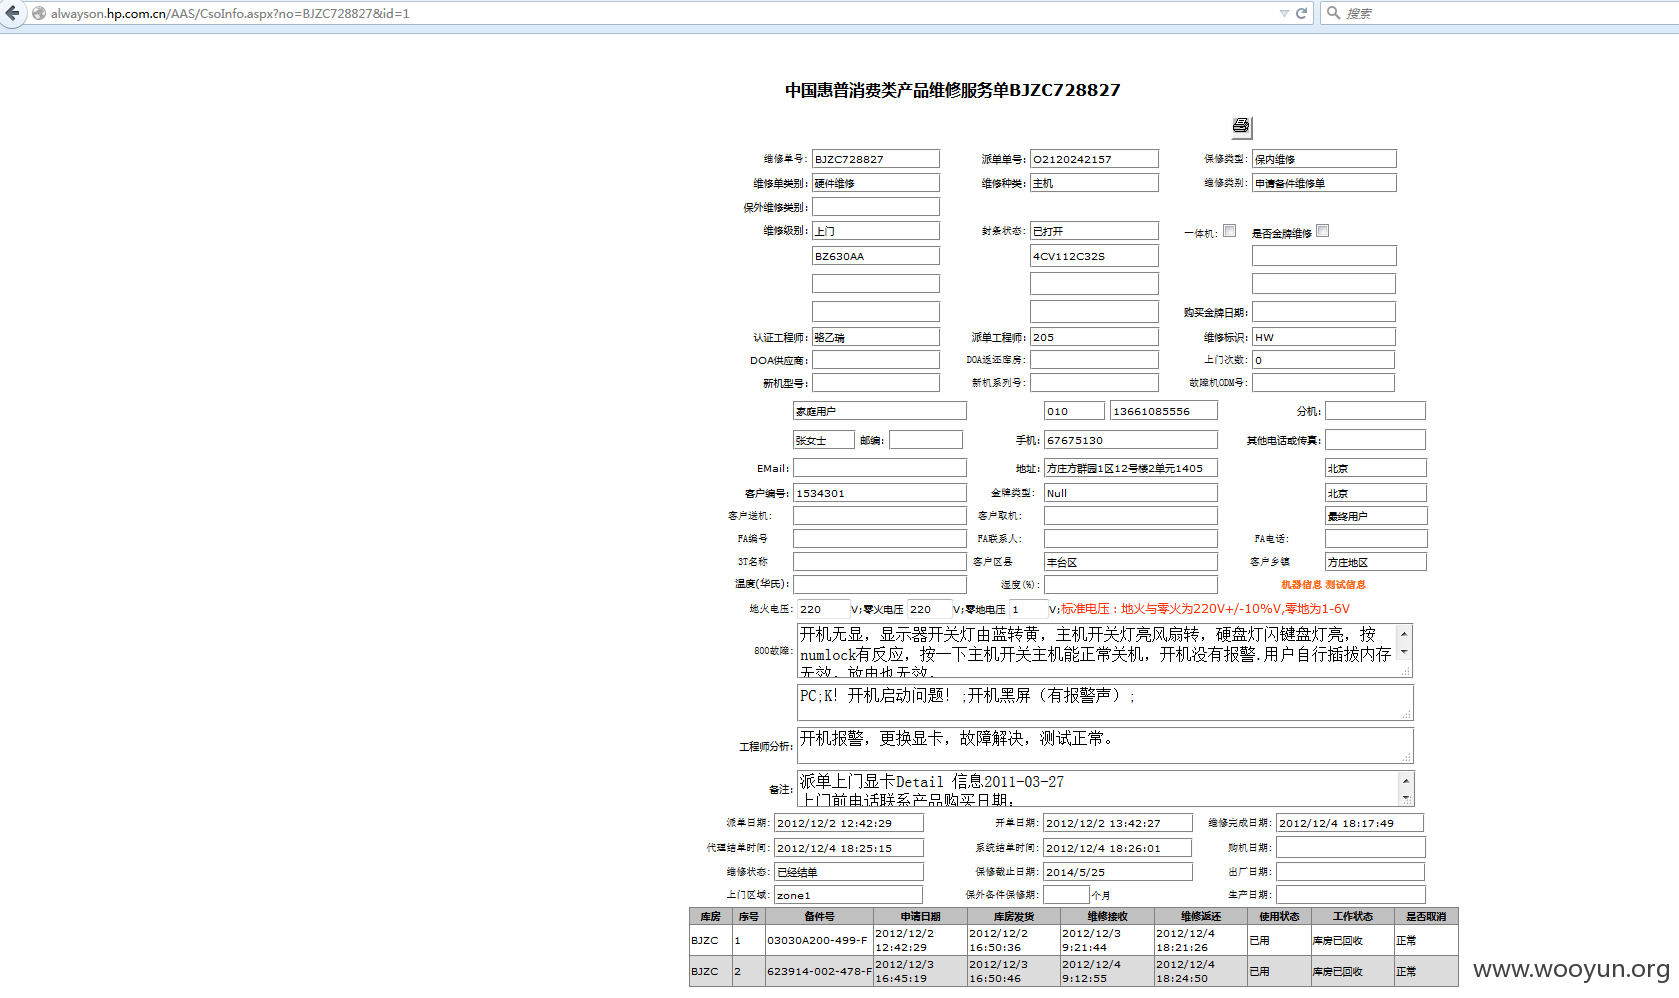 alwayson.hp.com.cn/AAS/CsoInfo.aspx?no=BJZC728827&id=1 搜索
中国惠普消费类产品维修服务单BJZC728827
维修单号: BJZC728827 派单单号: O2120242157 保修类型: 保内维修
维修单类别: 硬件维修 维修种类: 主机 维修类别: 申请备件维修单
保外维修类别:
维修级别: 上门 封条状态: 已打开 一体机: 是否金牌维修
BZ630AA 4CV112C32S
购买金牌日期:
认证工程师: 骆乙瑞 派单工程师: 205 维修标识: HW
DOA供应商: DOA返还库房: 上门次数: 0
新机型号: 新机系列号: 故障机ODM号:
家庭用户 010 13661085556 分机:
张女士 邮编: 手机: 67675130 其他电话或传真:
EMail: 地址: 方庄方群园1区12号楼2单元1405 北京
客户编号: 1534301 金牌类型: Null 北京
客户送机: 客户取机: 最终用户
FA编号 FA联系人: FA电话:
3T名称 客户区县 丰台区 客户乡镇 方庄地区
温度(华氏): 湿度(%): 机器信息 测试信息
地火电压: 220 V;零火电压 220 V;零地电压 1 V;标准电压：地火与零火为220V+/-10%V,零地为1-6V
800故障: 开机无显，显示器开关灯由蓝转黄，主机开关灯亮风扇转，硬盘灯闪键盘灯亮，按
numlock有反应，按一下主机开关主机能正常关机，开机没有报警.用户自行插拔内存
无效，放电也无效。
PC;K! 开机启动问题! ;开机黑屏（有报警声）;
工程师分析: 开机报警，更换显卡，故障解决，测试正常。
备注: 派单上门显卡Detail 信息2011-03-27
上门前电话联系产品购买日期:
派单日期: 2012/12/2 12:42:29 开单日期: 2012/12/2 13:42:27 维修完成日期: 2012/12/4 18:17:49
代理结单时间: 2012/12/4 18:25:15 系统结单时间: 2012/12/4 18:26:01 购机日期:
维修状态: 已经结单 保修截止日期: 2014/5/25 出厂日期:
上门区域: zone1 保外备件保修期: 个月 生产日期:
库房 序号 备件号 申请日期 库房发货 维修接收 维修返还 使用状态 工作状态 是否取消
BJZC 1 03030A200-499-F 2012/12/2 12:42:29 2012/12/2 16:50:36 2012/12/3 9:21:44 2012/12/4 18:21:26 已用 库房已回收 正常
BJZC 2 623914-002-478-F 2012/12/3 16:45:19 2012/12/3 16:50:46 2012/12/4 9:12:55 2012/12/4 18:24:50 已用 库房已回收 正常
www.wooyun.org